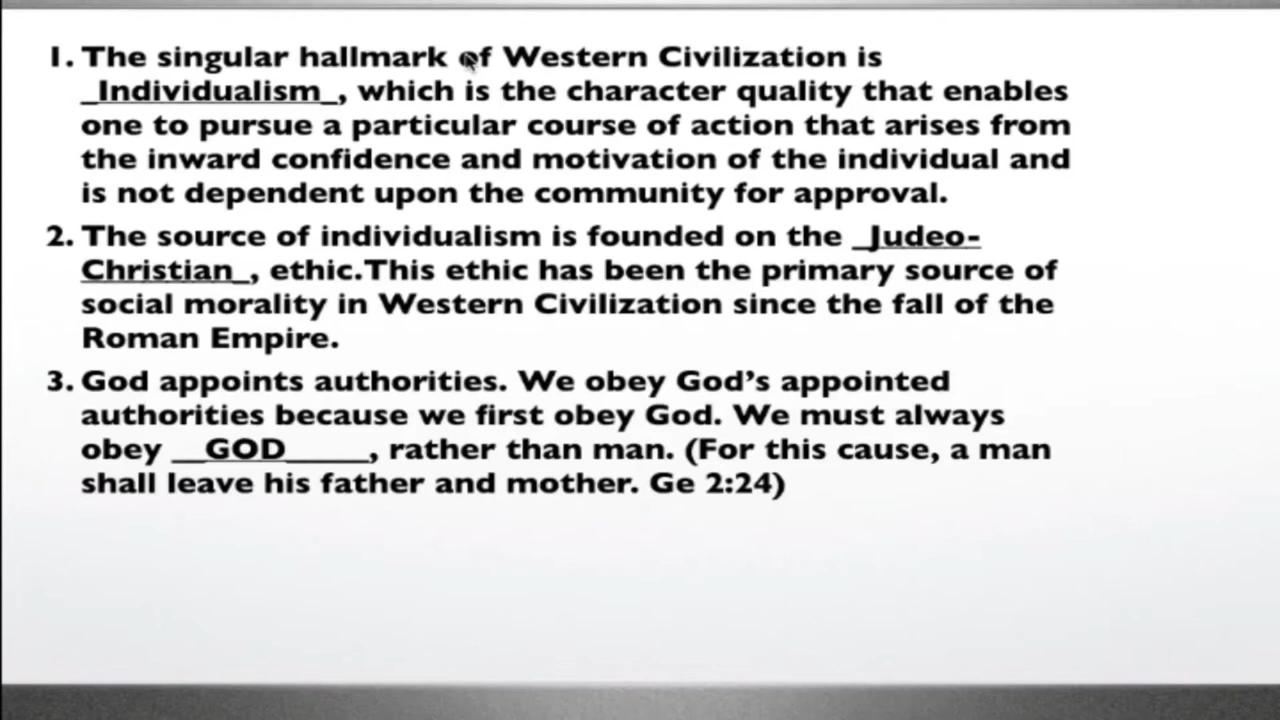 1. The singular hallmark of Western Civilization is
_Individualism_, which is the character quality that enables
one to pursue a particular course of action that arises from
the inward confidence and motivation of the individual and
is not dependent upon the community for approval.
2. The source of individualism is founded on the _Judeo-
Christian_, ethic. This ethic has been the primary source of
social morality in Western Civilization since the fall of the
Roman Empire.
3. God appoints authorities. We obey God's appointed
authorities because we first obey God. We must always
obey __GOD_____, rather than man. (For this cause, a man
shall leave his father and mother. Ge 2:24)